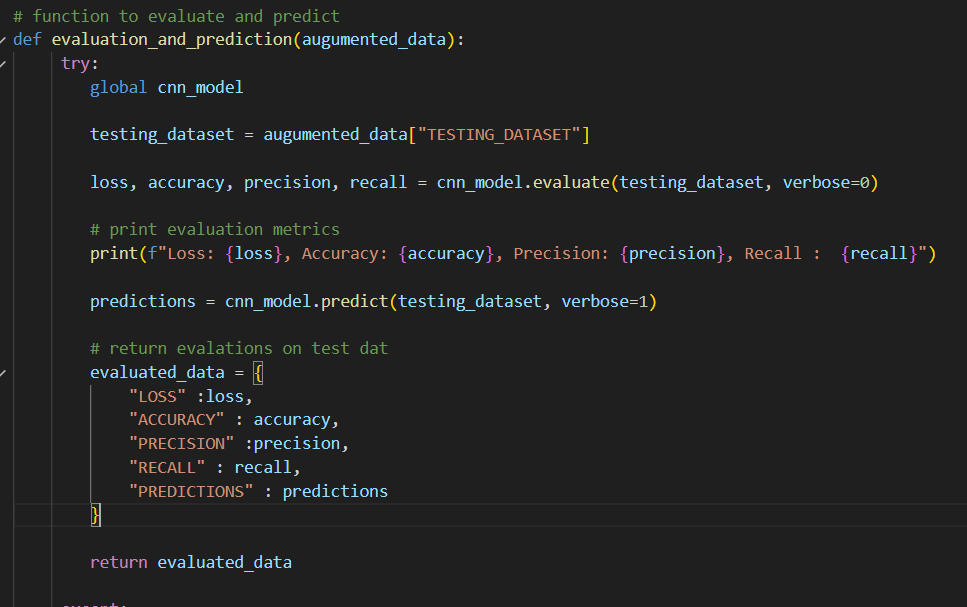 # function to evaluate and predict
def evaluation_and_prediction(augumented_data):
try:
global cnn_model
testing_dataset = augumented_data["TESTING_DATASET"]
loss, accuracy, precision, recall = cnn_model.evaluate(testing_dataset, verbose=0)
# print evaluation metrics
print(f"Loss: {loss}, Accuracy: {accuracy}, Precision: {precision}, Recall :  {recall}")
predictions = cnn_model.predict(testing_dataset, verbose=1)
# return evalations on test dat
evaluated_data = {
"LOSS" :loss,
"ACCURACY" : accuracy,
"PRECISION" :precision,
"RECALL" : recall,
"PREDICTIONS" : predictions
}
return evaluated_data